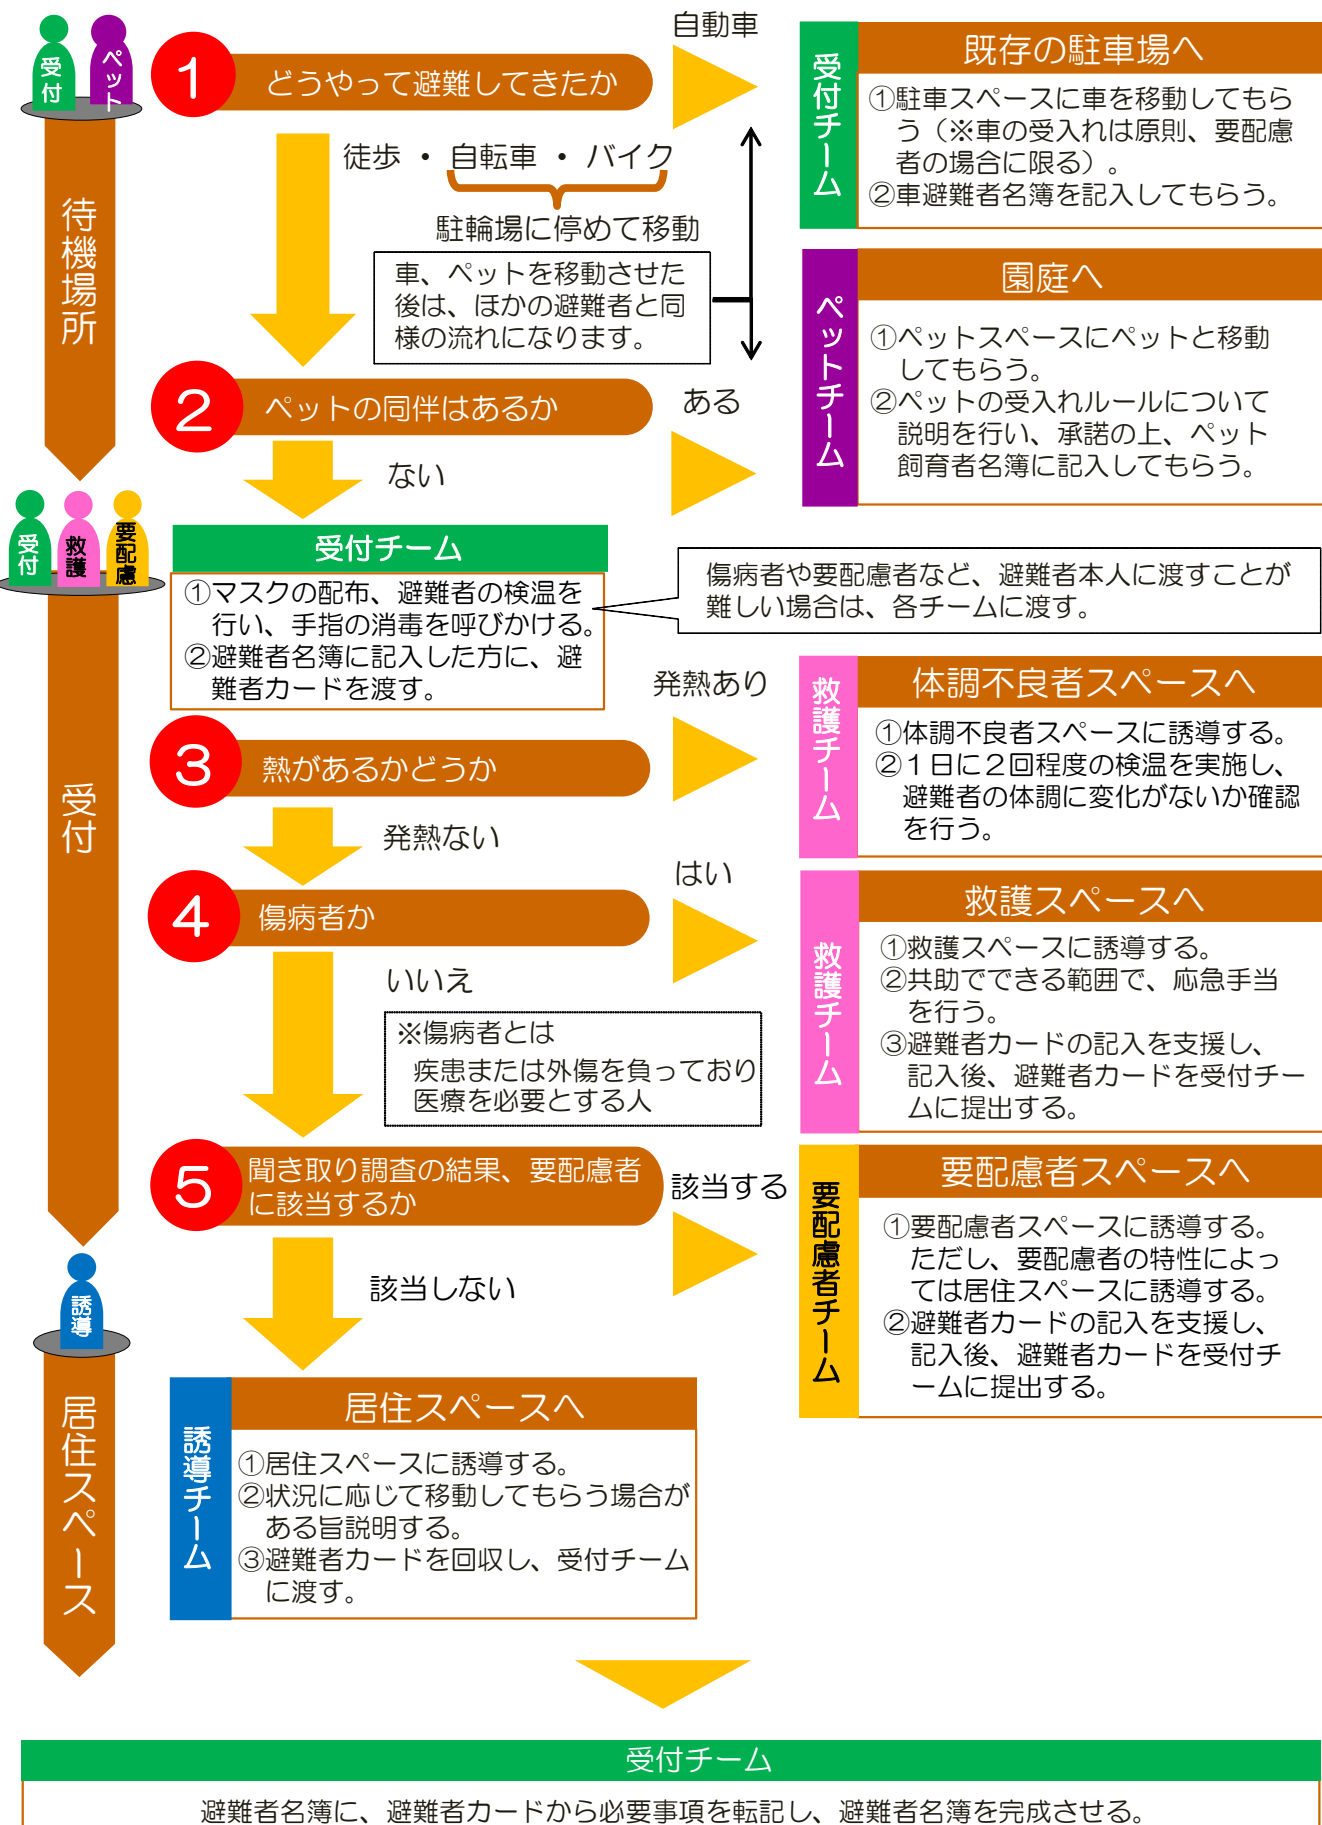 受付
ペット
待機場所
1
どうやって避難してきたか
自動車
徒歩 ・ 自転車 ・ バイク
駐輪場に停めて移動
車、ペットを移動させた
後は、ほかの避難者と同
様の流れになります。
受付チーム
既存の駐車場へ
①駐車スペースに車を移動してもら
う（※車の受入れは原則、要配慮
者の場合に限る）。
②車避難者名簿を記入してもらう。
2
ペットの同伴はあるか
ある
ない
ペットチーム
園庭へ
①ペットスペースにペットと移動
してもらう。
②ペットの受入れルールについて
説明を行い、承諾の上、ペット
飼育者名簿に記入してもらう。
受付
救護
要配慮
受付
受付チーム
①マスクの配布、避難者の検温を
行い、手指の消毒を呼びかける。
②避難者名簿に記入した方に、避
難者カードを渡す。
傷病者や要配慮者など、避難者本人に渡すことが
難しい場合は、各チームに渡す。
3
熱があるかどうか
発熱あり
発熱ない
救護チーム
体調不良者スペースへ
①体調不良者スペースに誘導する。
②１日に２回程度の検温を実施し、
避難者の体調に変化がないか確認
を行う。
4
傷病者か
はい
いいえ
※傷病者とは
疾患または外傷を負っており
医療を必要とする人
救護チーム
救護スペースへ
①救護スペースに誘導する。
②共助でできる範囲で、応急手当
を行う。
③避難者カードの記入を支援し、
記入後、避難者カードを受付チー
ムに提出する。
5
聞き取り調査の結果、要配慮者
に該当するか
該当する
該当しない
要配慮者チーム
要配慮者スペースへ
①要配慮者スペースに誘導する。
ただし、要配慮者の特性によっ
ては居住スペースに誘導する。
②避難者カードの記入を支援し、
記入後、避難者カードを受付チ
ームに提出する。
誘導
居住スペース
誘導チーム
居住スペースへ
①居住スペースに誘導する。
②状況に応じて移動してもらう場合が
ある旨説明する。
③避難者カードを回収し、受付チーム
に渡す。
受付チーム
避難者名簿に、避難者カードから必要事項を転記し、避難者名簿を完成させる。